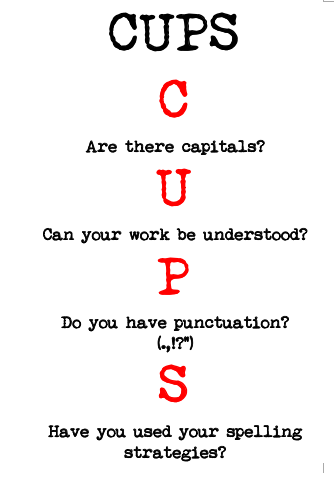 CUPS
C
Are there capitals?
U
Can your work be understood?
P
Do you have punctuation?
(.,!?")
S
Have you used your spelling
strategies?